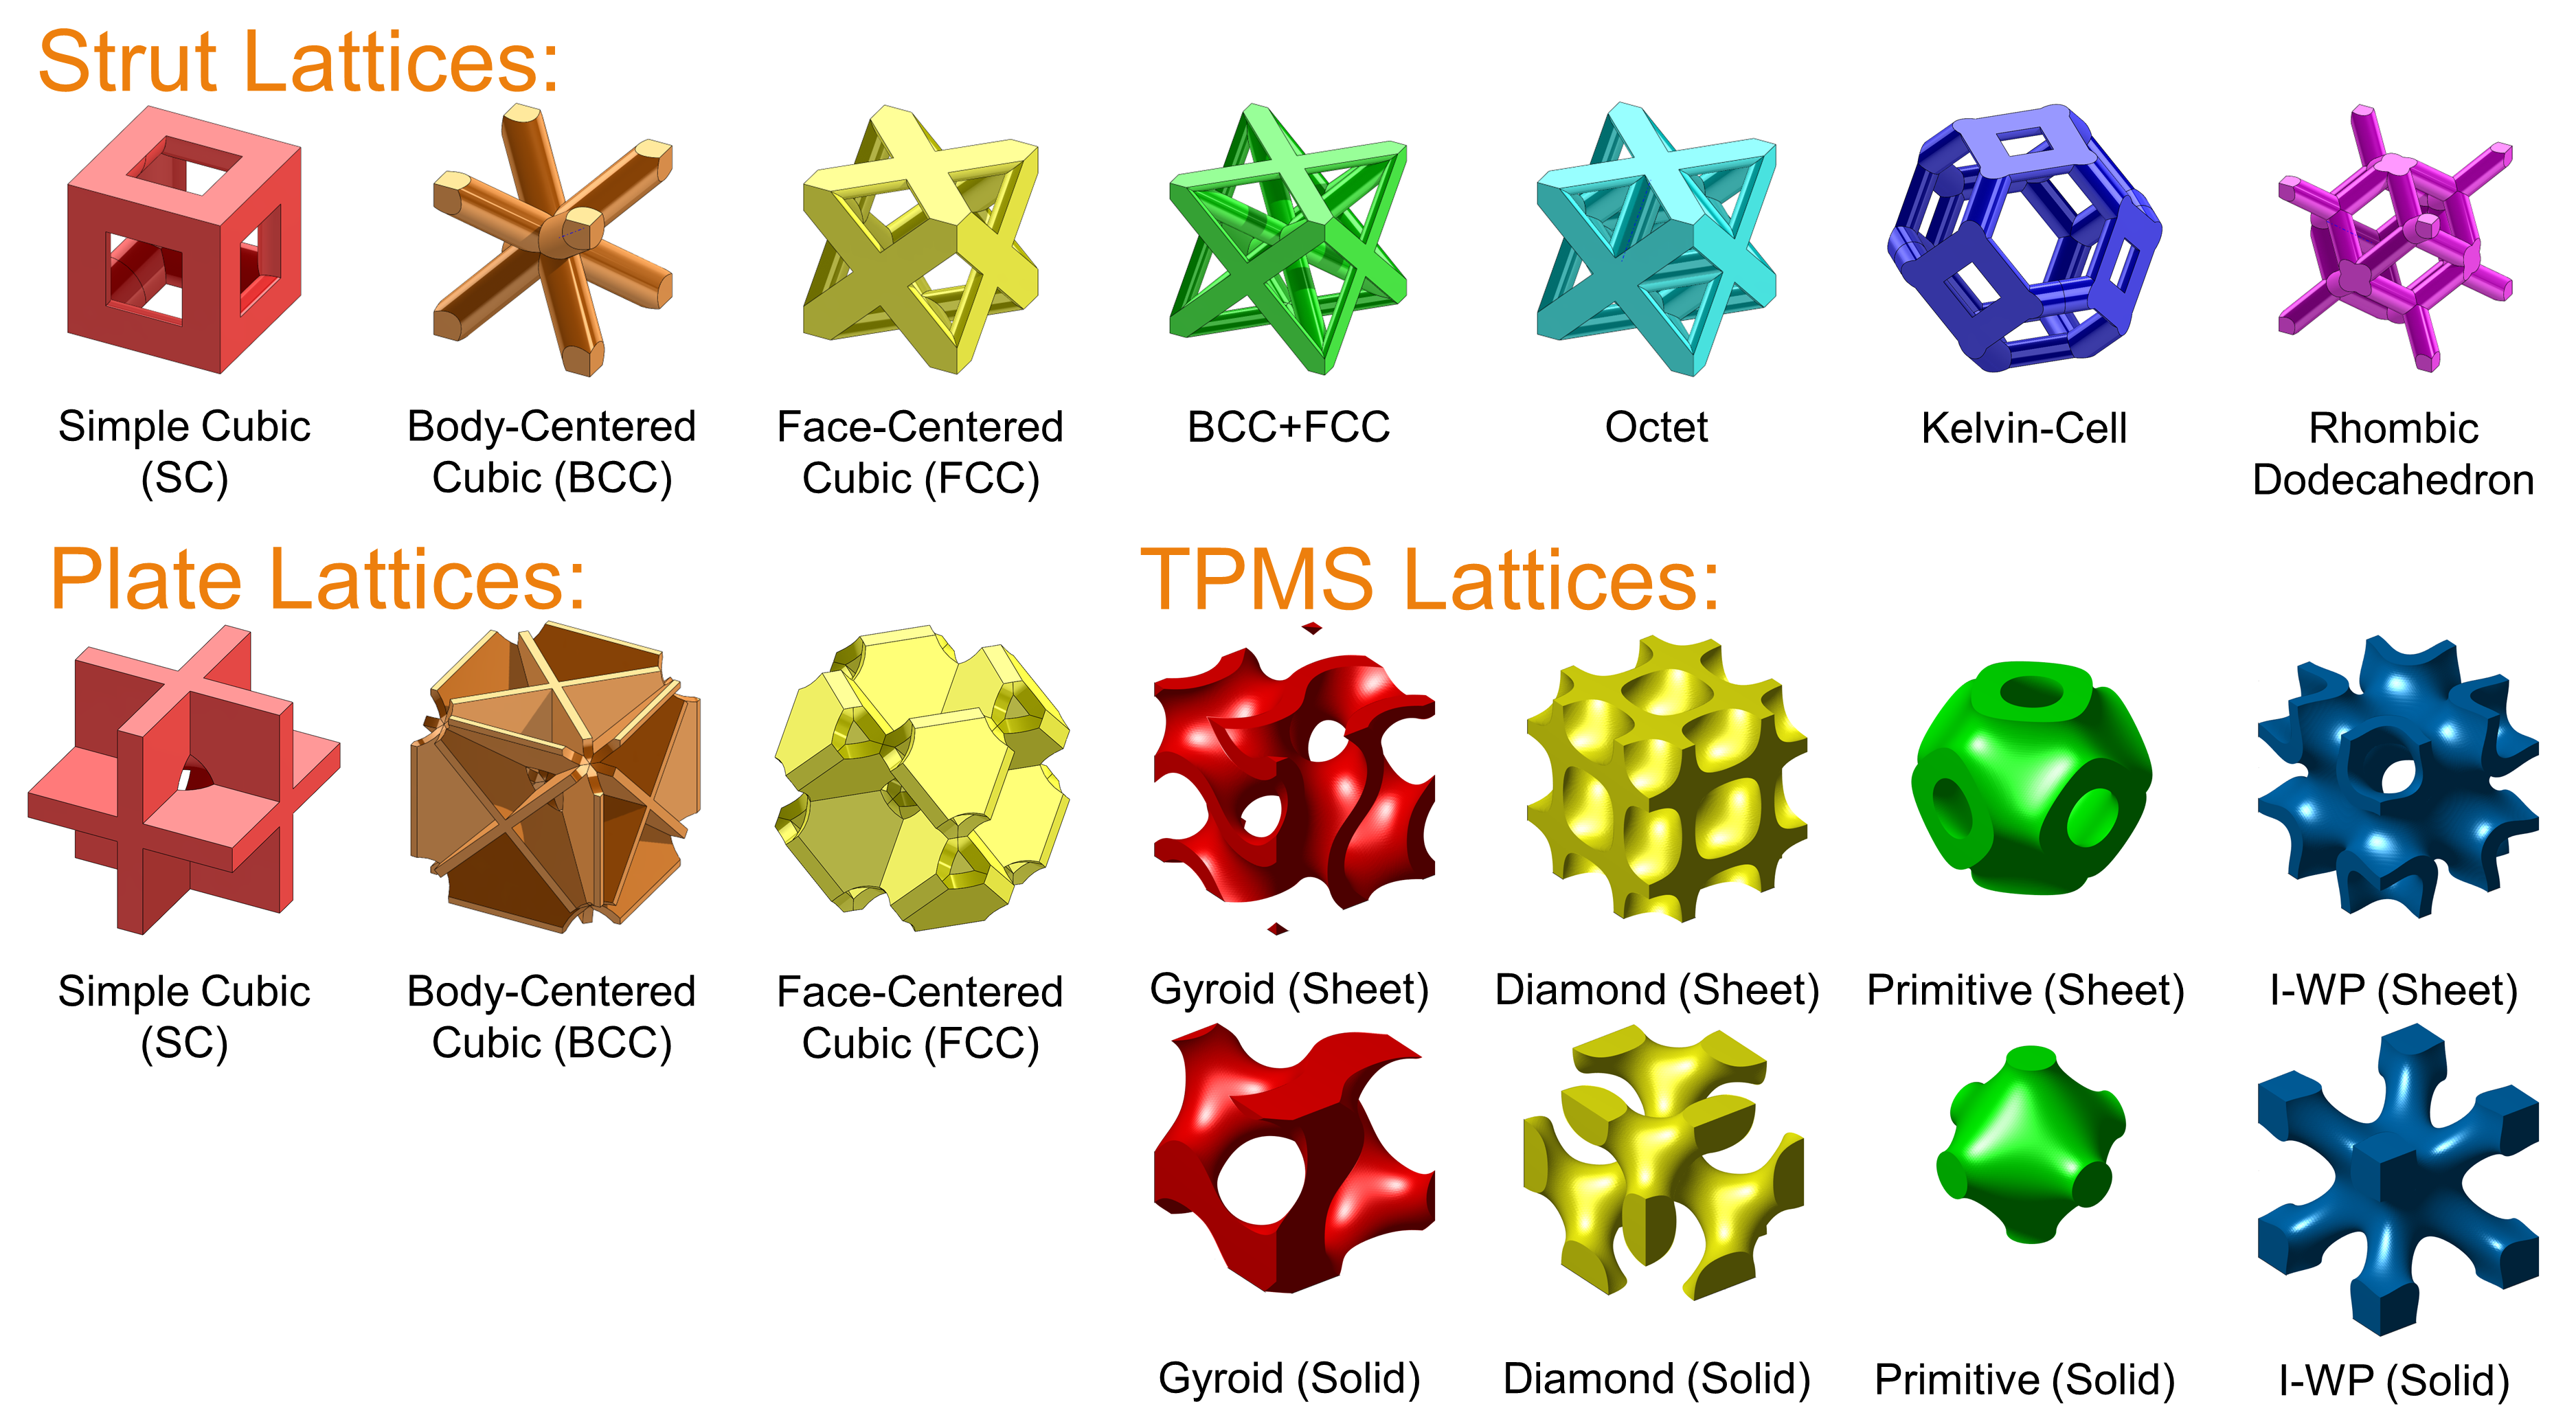 Strut Lattices:
Simple Cubic
(SC)
Body-Centered
Cubic (BCC)
Face-Centered
Cubic (FCC)
BCC+FCC
Octet
Kelvin-Cell
Rhombic
Dodecahedron
Plate Lattices:
Simple Cubic
(SC)
Body-Centered
Cubic (BCC)
Face-Centered
Cubic (FCC)
TPMS Lattices:
Gyroid (Sheet)
Diamond (Sheet)
Primitive (Sheet)
I-WP (Sheet)
Gyroid (Solid)
Diamond (Solid)
Primitive (Solid)
I-WP (Solid)